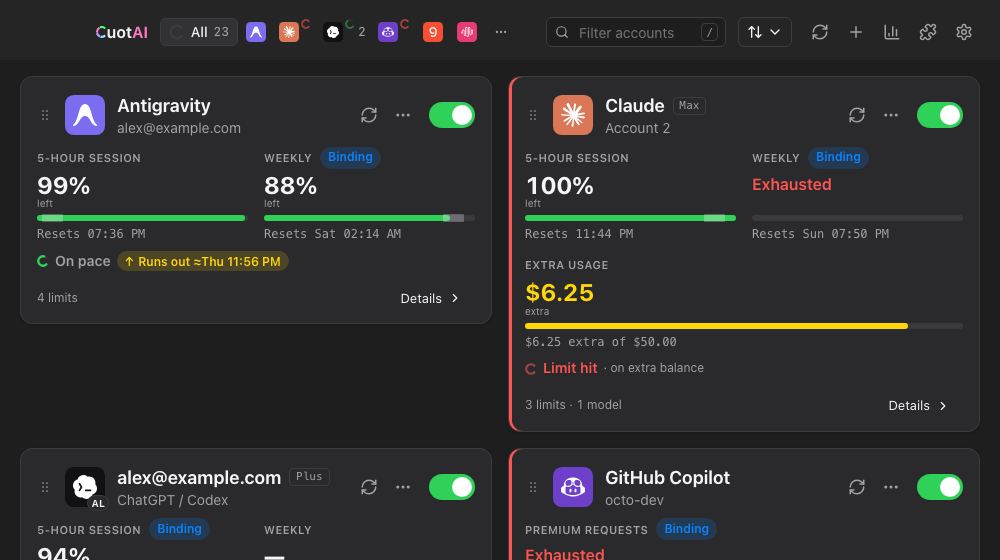 CuotAI
All 23
2
9
Filter accounts /
Antigravity
alex@example.com
5-HOUR SESSION
99%
left
Resets 07:36 PM
WEEKLY Binding
88%
left
Resets Sat 02:14 AM
On pace ↑ Runs out ≈Thu 11:56 PM
4 limits
Details
Claude Max
Account 2
5-HOUR SESSION
100%
left
Resets 11:44 PM
WEEKLY Binding
Exhausted
Resets Sun 07:50 PM
EXTRA USAGE
$6.25
extra
$6.25 extra of $50.00
Limit hit · on extra balance
3 limits · 1 model
Details
AL
alex@example.com Plus
ChatGPT / Codex
5-HOUR SESSION Binding
94%
WEEKLY
—
GitHub Copilot
octo-dev
PREMIUM REQUESTS Binding
Exhausted